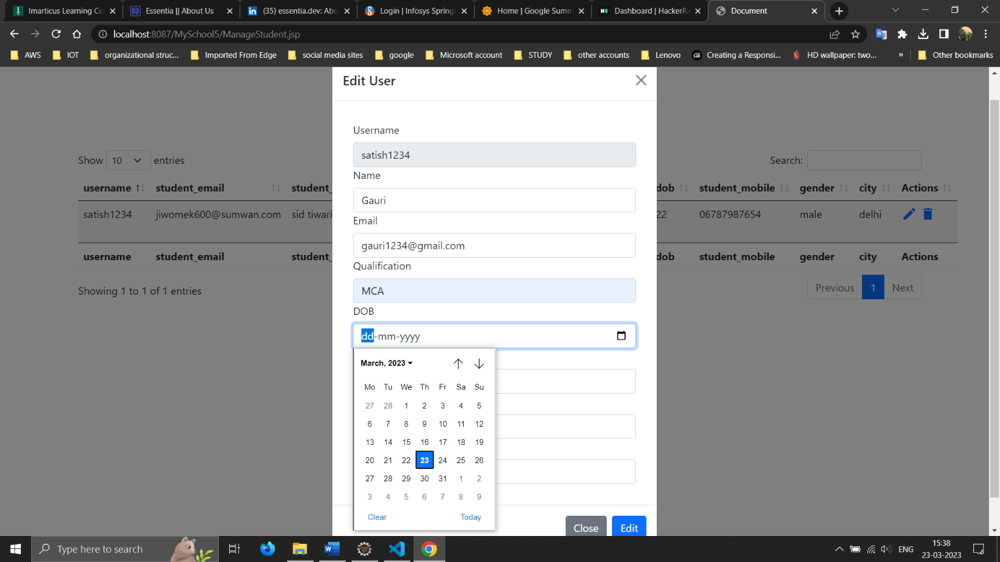 Imarticus Learning Co
Essentia || About Us
(35) essentia.dev: Abo
Login | Infosys Spring
Home | Google Summ
Dashboard | HackerRa
Document
localhost:8087/MySchool5/ManageStudent.jsp
AWS
IOT
organizational struc...
Imported From Edge
social media sites
google
Microsoft account
STUDY
other accounts
Lenovo
Creating a Responsi...
HD wallpaper: two...
»
Other bookmarks
Edit User
Username
satish1234
Name
Gauri
Email
gauri1234@gmail.com
Qualification
MCA
DOB
dd-mm-yyyy
March, 2023
Mo Tu We Th Fr Sa Su
27 28 1 2 3 4 5
6 7 8 9 10 11 12
13 14 15 16 17 18 19
20 21 22 23 24 25 26
27 28 29 30 31 1 2
3 4 5 6 7 8 9
Clear Today
Close Edit
Show 10 entries
Search:
username student_email student_ dob student_mobile gender city Actions
satish1234 jiwomek600@sumwan.com sid tiwari 22 06787987654 male delhi
username student_email student_ dob student_mobile gender city Actions
Showing 1 to 1 of 1 entries
Previous 1 Next
Type here to search
ENG
15:38
23-03-2023